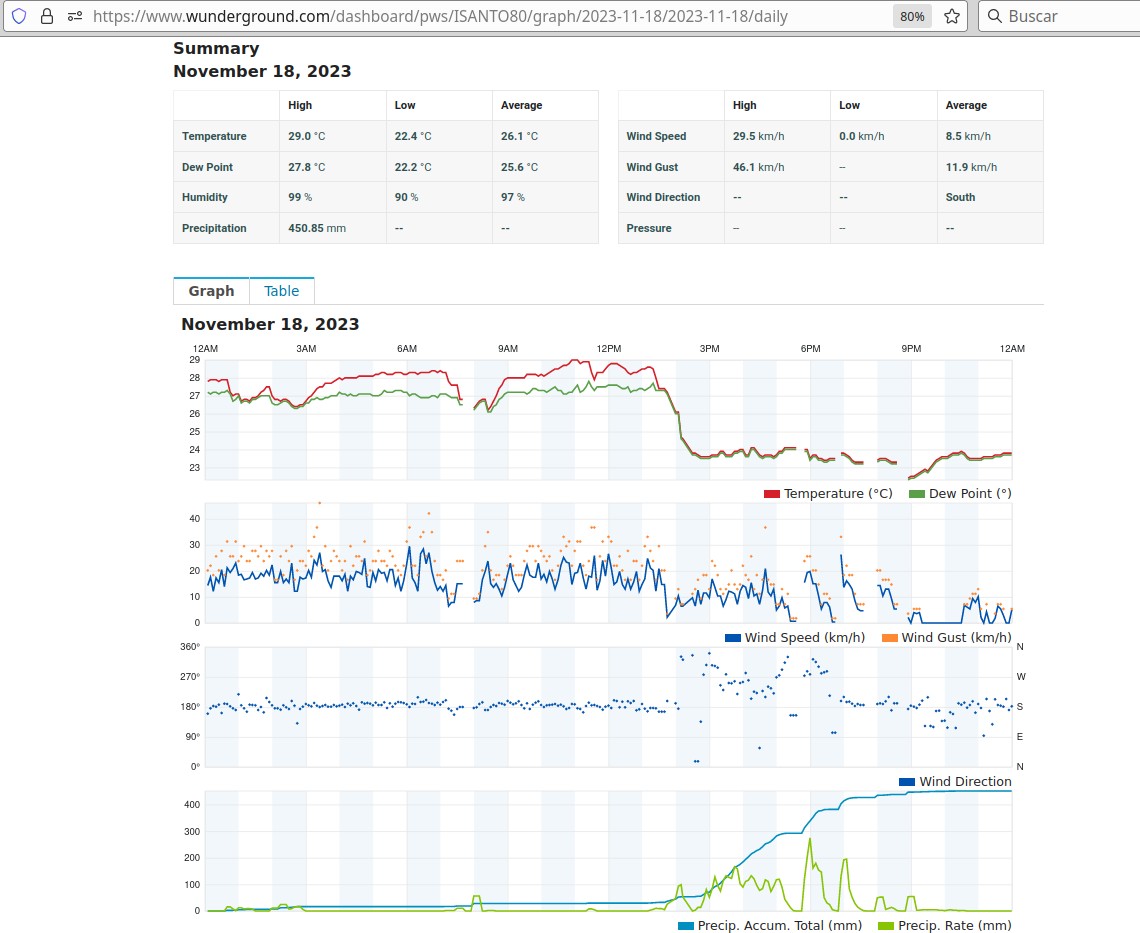 https://www.wunderground.com/dashboard/pws/ISANTO80/graph/2023-11-18/2023-11-18/daily 80% Buscar
Summary
November 18, 2023
High Low Average
Temperature 29.0 °C 22.4 °C 26.1 °C
Dew Point 27.8 °C 22.2 °C 25.6 °C
Humidity 99 % 90 % 97 %
Precipitation 450.85 mm -- --
High Low Average
Wind Speed 29.5 km/h 0.0 km/h 8.5 km/h
Wind Gust 46.1 km/h -- 11.9 km/h
Wind Direction -- -- South
Pressure -- -- --
Graph Table
November 18, 2023
12AM 3AM 6AM 9AM 12PM 3PM 6PM 9PM 12AM
29
28
27
26
25
24
23
Temperature (°C) Dew Point (°)
40
30
20
10
0
Wind Speed (km/h) Wind Gust (km/h)
360° N
270° W
180° S
90° E
0° N
Wind Direction
400
300
200
100
0
Precip. Accum. Total (mm) Precip. Rate (mm)